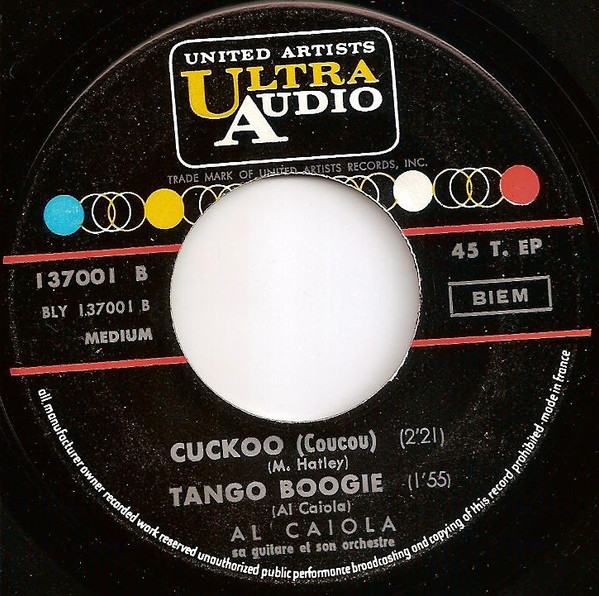 UNITED ARTISTS
ULTRA
AUDIO
TRADE MARK OF UNITED ARTISTS RECORDS, INC.
137001 B
45 T. EP
BLY 137001 B
BIEM
MEDIUM
CUCKOO (Coucou) (2'21)
(M. Hatley)
TANGO BOOGIE (1'55)
(Al Caiola)
AL CAIOLA
sa guitare et son orchestre
all. manufacturer owner recorded work reserved unauthorized public performance broadcasting and copying of this record prohibited-made in france